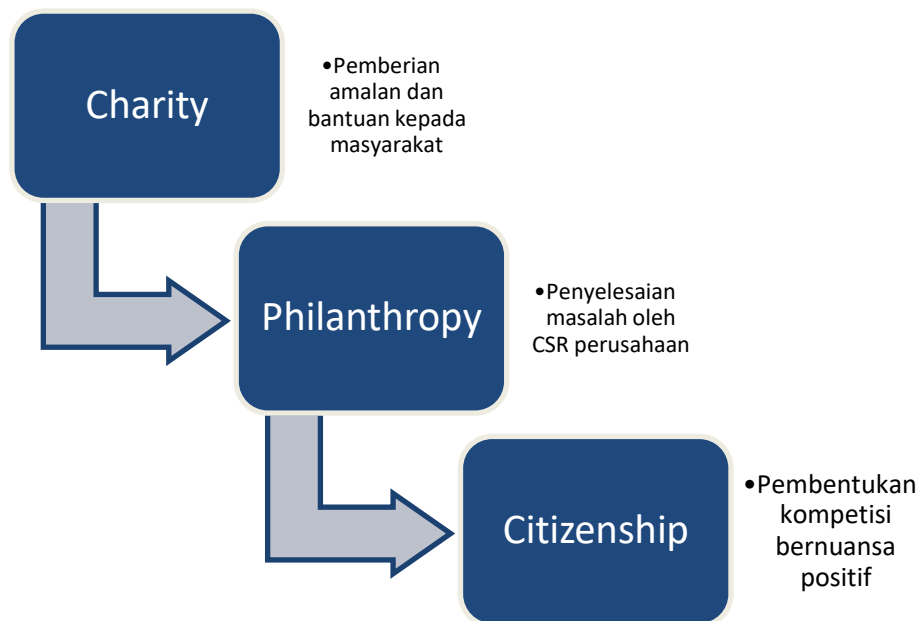 Charity
•Pemberian
amalan dan
bantuan kepada
masyarakat
Philanthropy
•Penyelesaian
masalah oleh
CSR perusahaan
Citizenship
•Pembentukan
kompetisi
bernuansa
positif